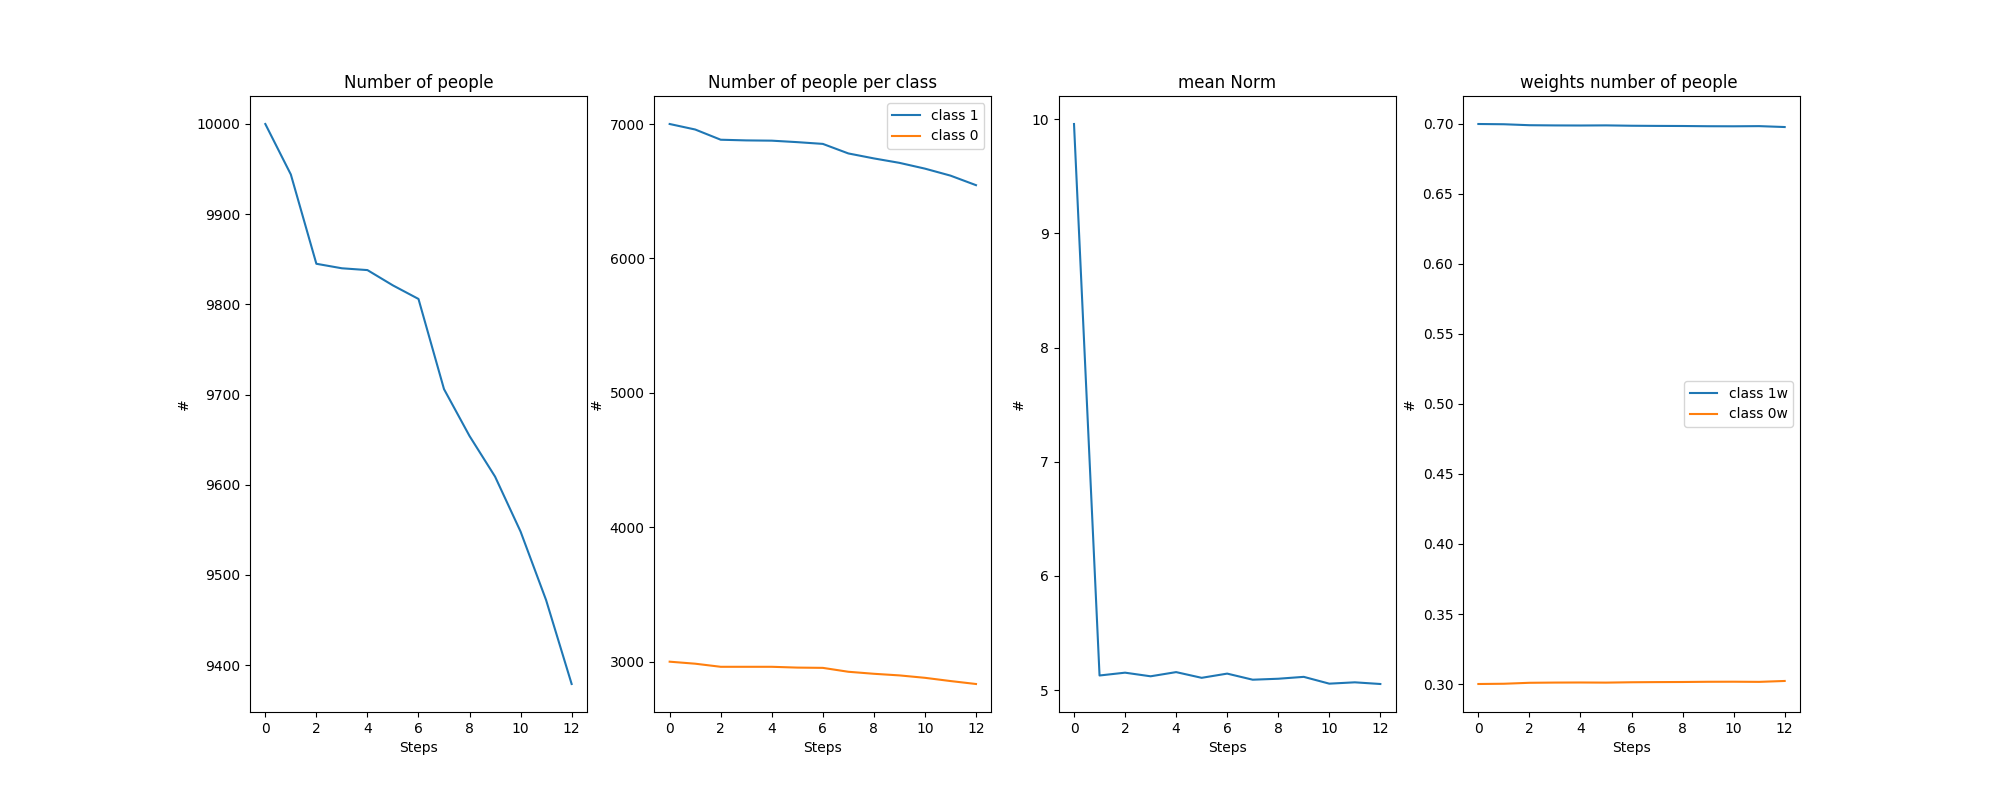 Number of people
10000
9900
9800
9700
9600
9500
9400
#
0 2 4 6 8 10 12
Steps
Number of people per class
class 1
class 0
7000
6000
5000
4000
3000
#
0 2 4 6 8 10 12
Steps
mean Norm
10
9
8
7
6
5
#
0 2 4 6 8 10 12
Steps
weights number of people
0.70
0.65
0.60
0.55
0.50
0.45
0.40
0.35
0.30
#
class 1w
class 0w
0 2 4 6 8 10 12
Steps